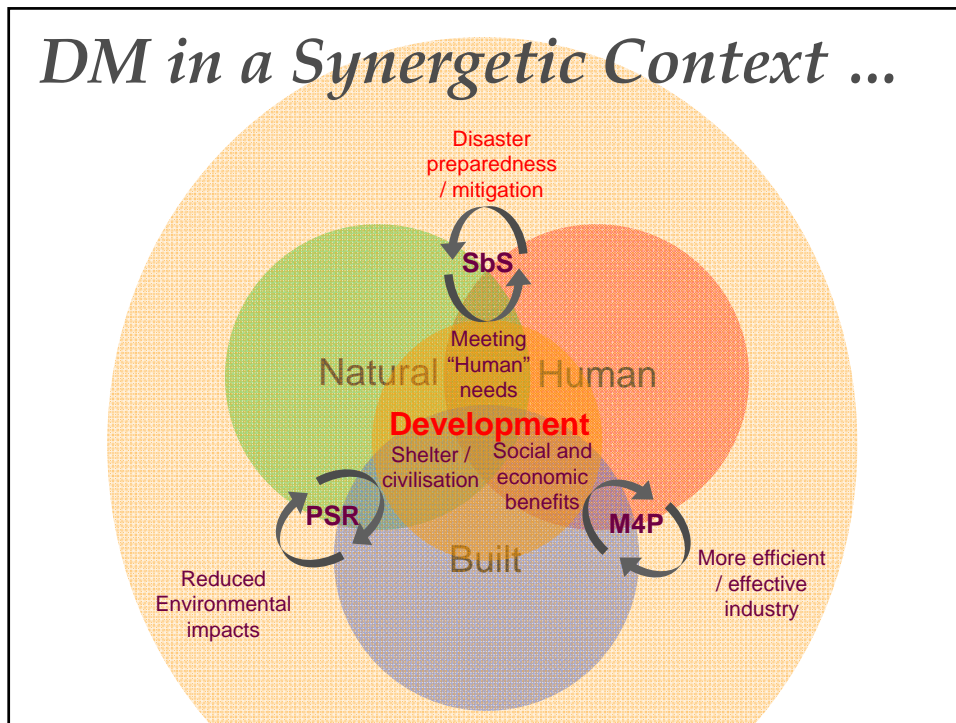 DM in a Synergetic Context ...
Disaster
preparedness
/ mitigation
SbS
Meeting
“Human”
needs
Natural
Human
Development
Shelter /
civilisation
Social and
economic
benefits
PSR
M4P
Built
Reduced
Environmental
impacts
More efficient
/ effective
industry